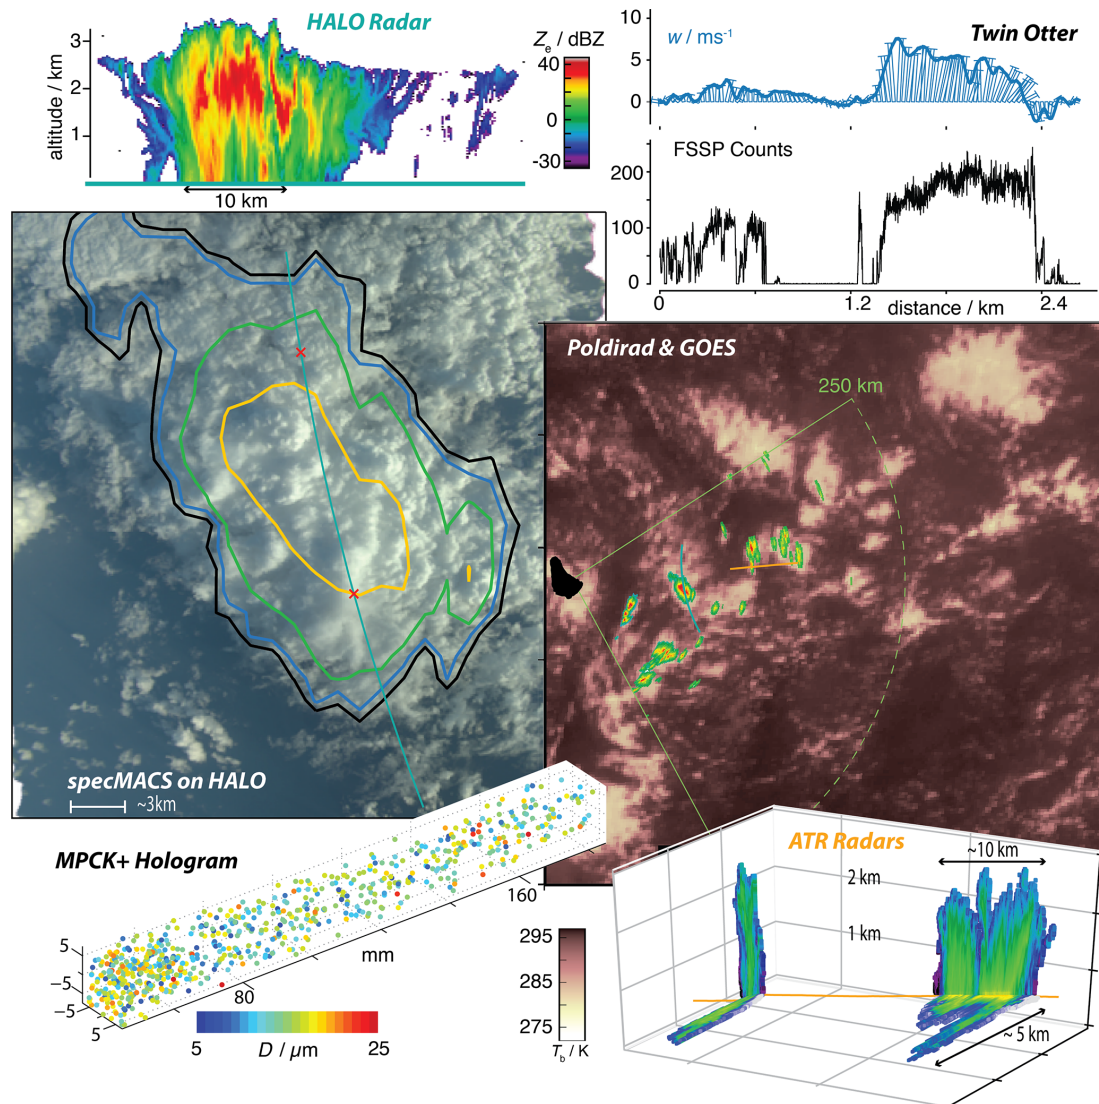 HALO Radar
altitude / km
3
2
1
10 km
Ze / dBZ
40
0
-30
w / ms-1
Twin Otter
10
5
0
FSSP Counts
200
100
0
0
1.2
2.4
distance / km
specMACS on HALO
~3km
Poldirad & GOES
250 km
MPCK+ Hologram
5
−5
−5
5
80
160
mm
5
25
D / µm
295
285
275
Tb / K
ATR Radars
~10 km
2 km
1 km
~ 5 km